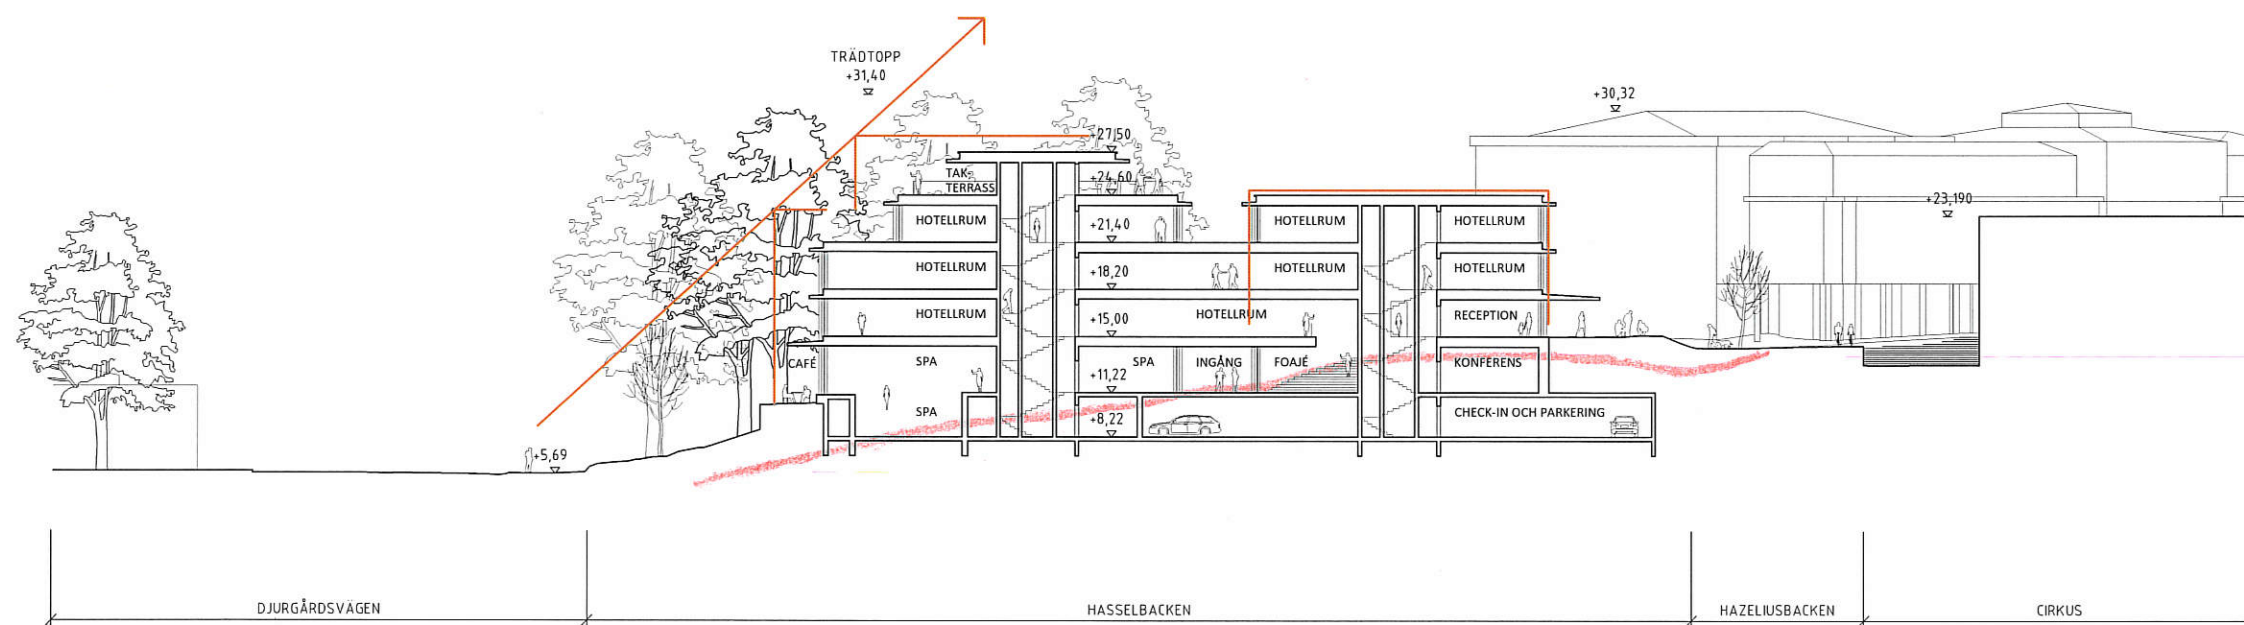 TRÄDTOPP
+31,40
+30,32
+27,50
TAK-
TERRASS
+24,60
+23,190
HOTELLRUM
+21,40
HOTELLRUM
HOTELLRUM
HOTELLRUM
+18,20
HOTELLRUM
HOTELLRUM
HOTELLRUM
+15,00
HOTELLRUM
RECEPTION
CAFÉ
SPA
SPA
INGÅNG
FOAJÉ
KONFERENS
+11,22
SPA
+8,22
CHECK-IN OCH PARKERING
+5,69
DJURGÅRDSVÄGEN
HASSELBACKEN
HAZELIUSBACKEN
CIRKUS